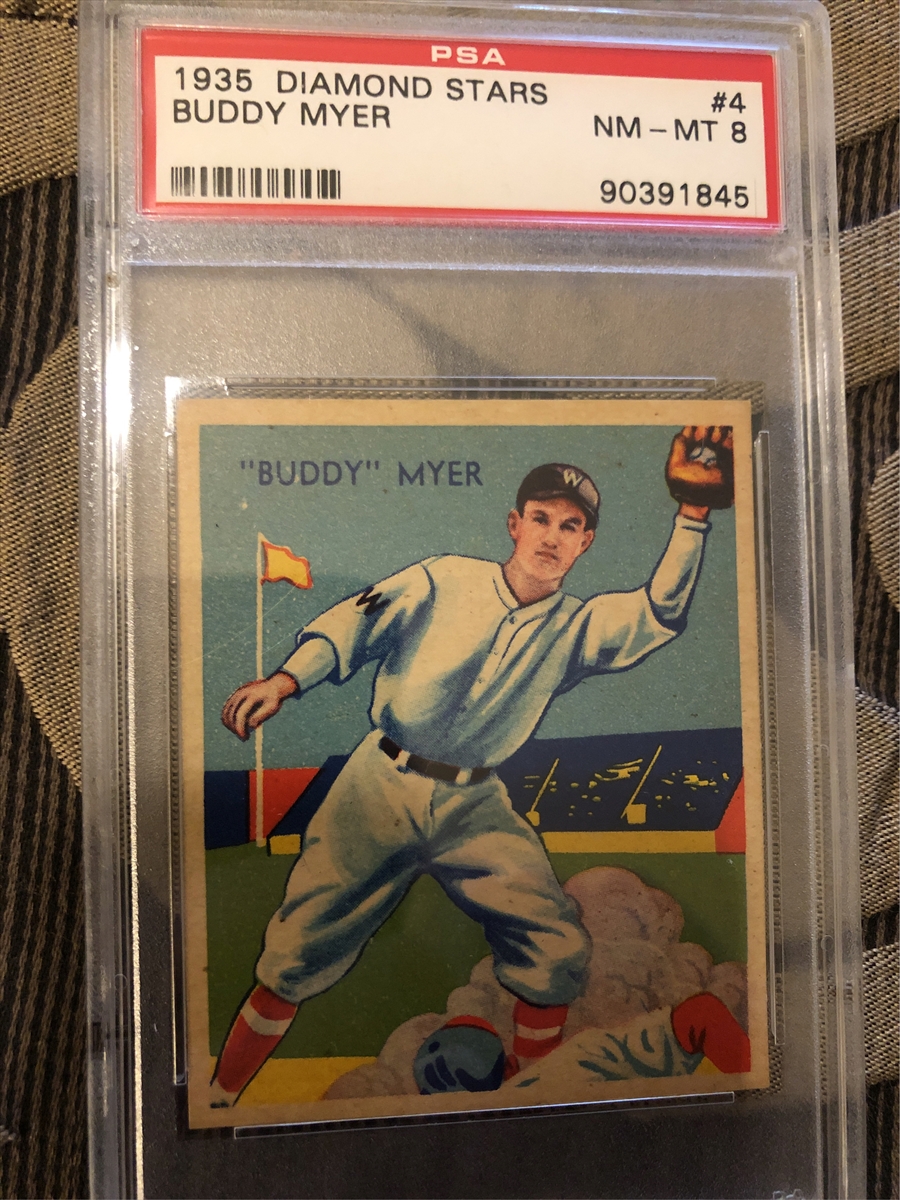 PSA
1935 DIAMOND STARS #4
BUDDY MYER NM - MT 8
90391845
"BUDDY" MYER
W
W